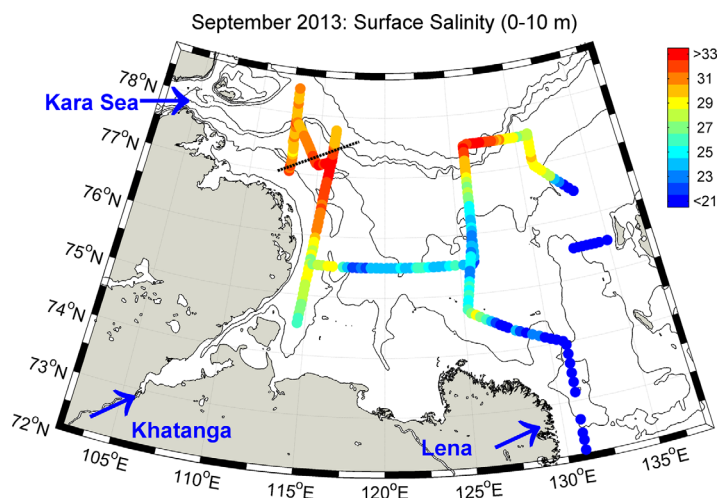 September 2013: Surface Salinity (0-10 m)
78°N
77°N
76°N
75°N
74°N
73°N
72°N
Kara Sea
Khatanga
Lena
105°E
110°E
115°E
120°E
125°E
130°E
135°E
>33
31
29
27
25
23
<21